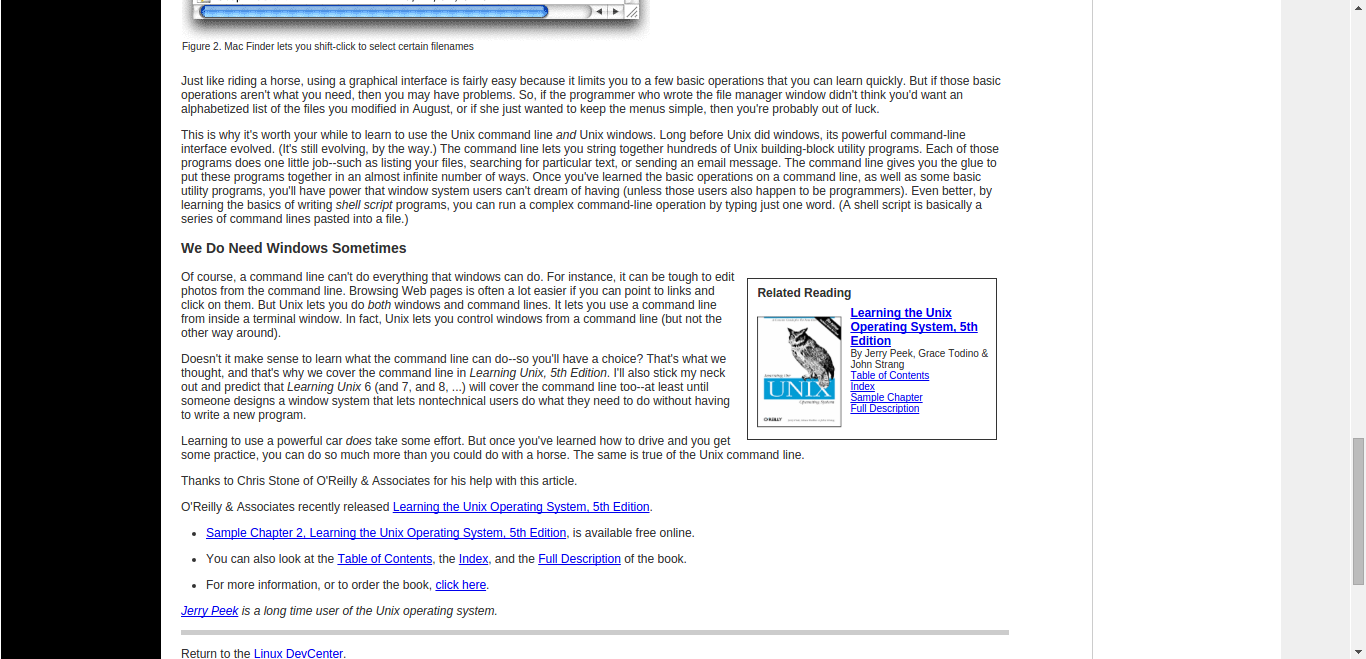 Figure 2. Mac Finder lets you shift-click to select certain filenames
Just like riding a horse, using a graphical interface is fairly easy because it limits you to a few basic operations that you can learn quickly. But if those basic
operations aren't what you need, then you may have problems. So, if the programmer who wrote the file manager window didn't think you'd want an
alphabetized list of the files you modified in August, or if she just wanted to keep the menus simple, then you're probably out of luck.
This is why it's worth your while to learn to use the Unix command line and Unix windows. Long before Unix did windows, its powerful command-line
interface evolved. (It's still evolving, by the way.) The command line lets you string together hundreds of Unix building-block utility programs. Each of those
programs does one little job--such as listing your files, searching for particular text, or sending an email message. The command line gives you the glue to
put these programs together in an almost infinite number of ways. Once you've learned the basic operations on a command line, as well as some basic
utility programs, you'll have power that window system users can't dream of having (unless those users also happen to be programmers). Even better, by
learning the basics of writing shell script programs, you can run a complex command-line operation by typing just one word. (A shell script is basically a
series of command lines pasted into a file.)
We Do Need Windows Sometimes
Of course, a command line can't do everything that windows can do. For instance, it can be tough to edit
photos from the command line. Browsing Web pages is often a lot easier if you can point to links and
click on them. But Unix lets you do both windows and command lines. It lets you use a command line
from inside a terminal window. In fact, Unix lets you control windows from a command line (but not the
other way around).
Doesn't it make sense to learn what the command line can do--so you'll have a choice? That's what we
thought, and that's why we cover the command line in Learning Unix, 5th Edition. I'll also stick my neck
out and predict that Learning Unix 6 (and 7, and 8, ...) will cover the command line too--at least until
someone designs a window system that lets nontechnical users do what they need to do without having
to write a new program.
Learning to use a powerful car does take some effort. But once you've learned how to drive and you get
some practice, you can do so much more than you could do with a horse. The same is true of the Unix command line.
Related Reading
Learning the Unix
Operating System, 5th
Edition
By Jerry Peek, Grace Todino &
John Strang
Table of Contents
Index
Sample Chapter
Full Description
UNIX
Thanks to Chris Stone of O'Reilly & Associates for his help with this article.
O'Reilly & Associates recently released Learning the Unix Operating System, 5th Edition.
• Sample Chapter 2, Learning the Unix Operating System, 5th Edition, is available free online.
• You can also look at the Table of Contents, the Index, and the Full Description of the book.
• For more information, or to order the book, click here.
Jerry Peek is a long time user of the Unix operating system.
Return to the Linux DevCenter.